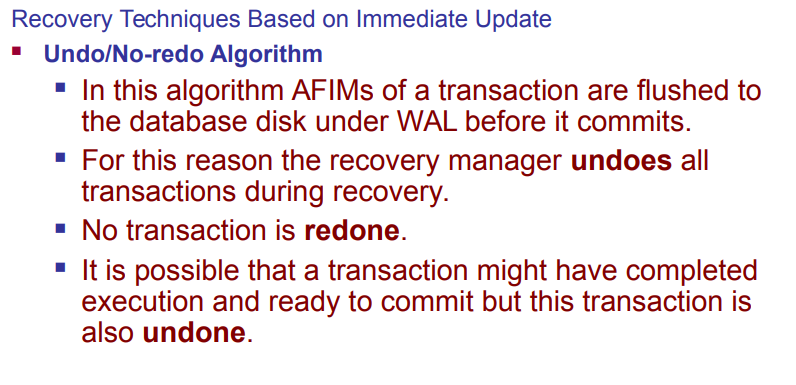 Recovery Techniques Based on Immediate Update
Undo/No-redo Algorithm
In this algorithm AFIMs of a transaction are flushed to
the database disk under WAL before it commits.
For this reason the recovery manager undoes all
transactions during recovery.
No transaction is redone.
It is possible that a transaction might have completed
execution and ready to commit but this transaction is
also undone.